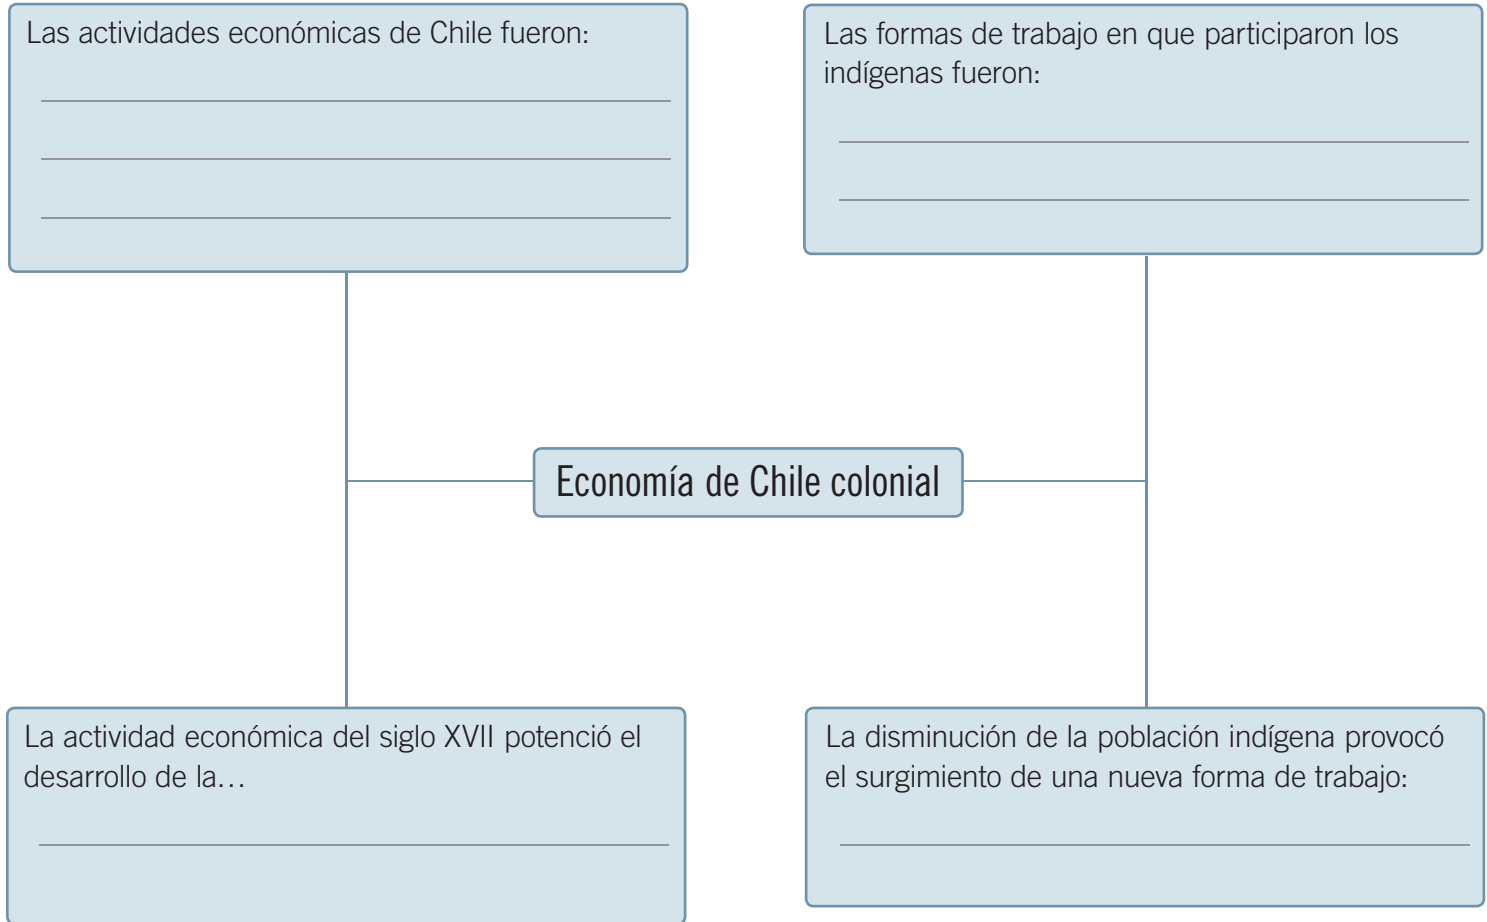 Las actividades económicas de Chile fueron:
Las formas de trabajo en que participaron los
indígenas fueron:
Economía de Chile colonial
La actividad económica del siglo XVII potenció el
desarrollo de la...
La disminución de la población indígena provocó
el surgimiento de una nueva forma de trabajo: